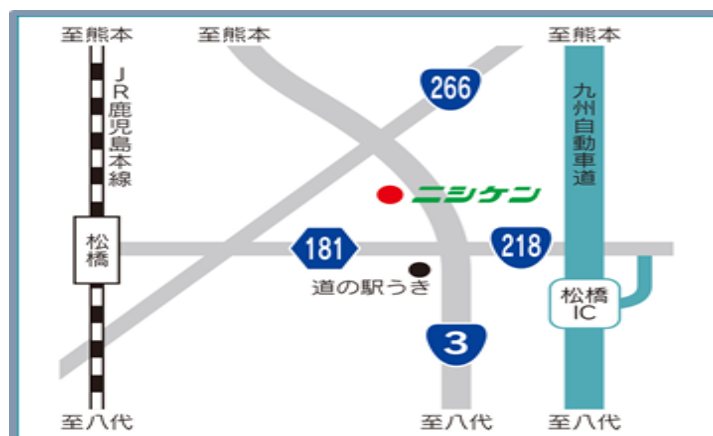 至熊本
至熊本
至熊本
JR鹿児島本線
266
九州自動車道
ニシケン
松橋
181
218
道の駅うき
松橋
IC
3
至八代
至八代
至八代